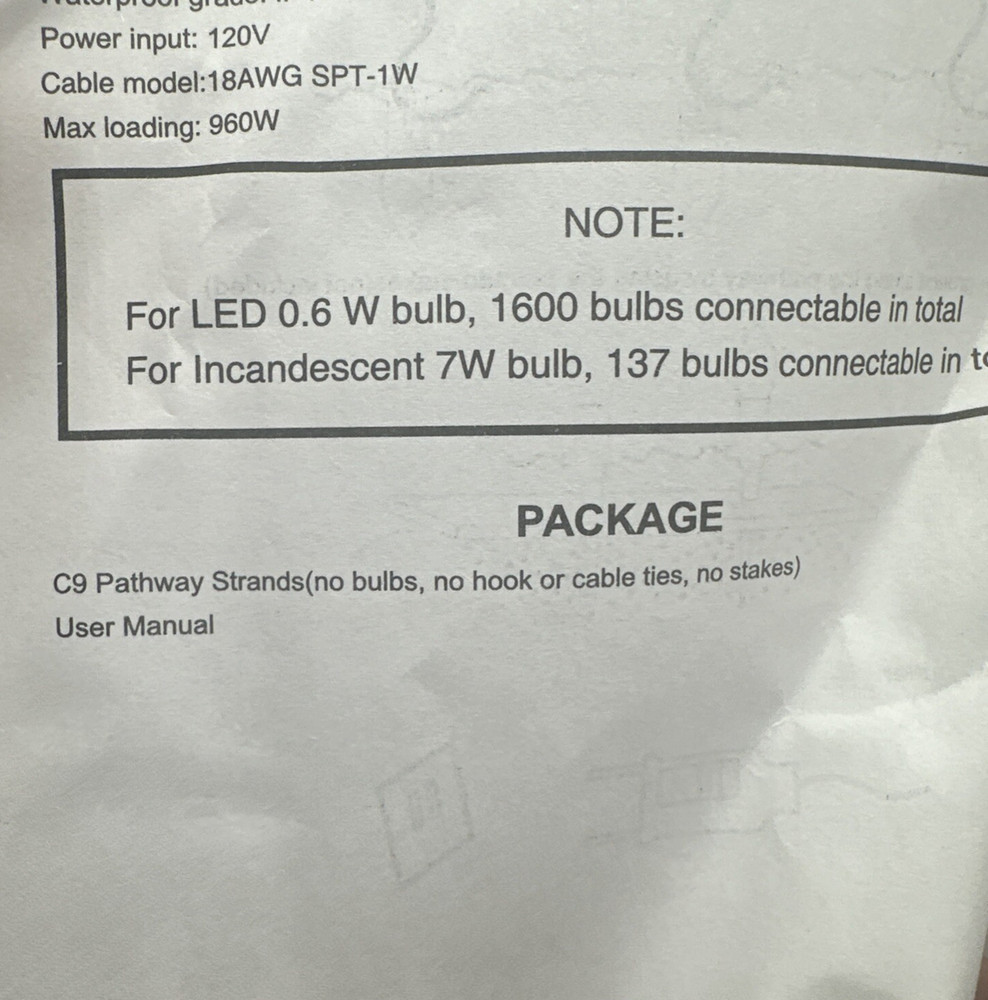 Waterproof grade:
Power input: 120V
Cable model:18AWG SPT-1W
Max loading: 960W
NOTE:
For LED 0.6 W bulb, 1600 bulbs connectable in total
For Incandescent 7W bulb, 137 bulbs connectable in
PACKAGE
C9 Pathway Strands(no bulbs, no hook or cable ties, no stakes)
User Manual